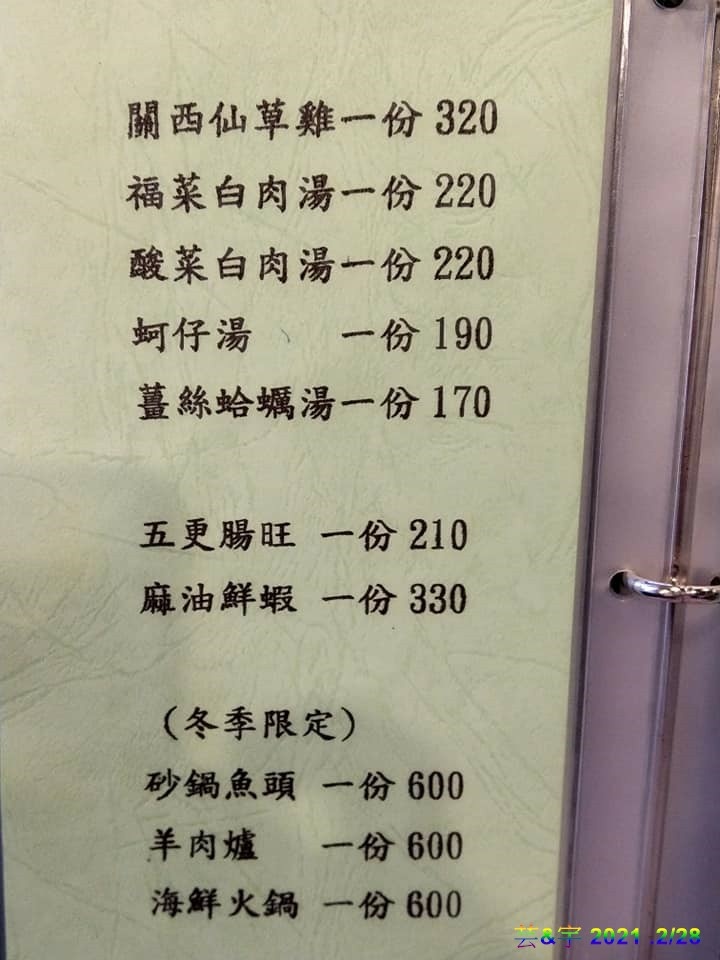 關西仙草雞一份 320
福菜白肉湯一份 220
酸菜白肉湯一份 220
蚵仔湯 一份 190
薑絲蛤蠣湯一份 170
五更腸旺 一份 210
麻油鮮蝦 一份 330
（冬季限定）
砂鍋魚頭 一份 600
羊肉爐 一份 600
海鮮火鍋 一份 600
芸&宇 2021 .2/28